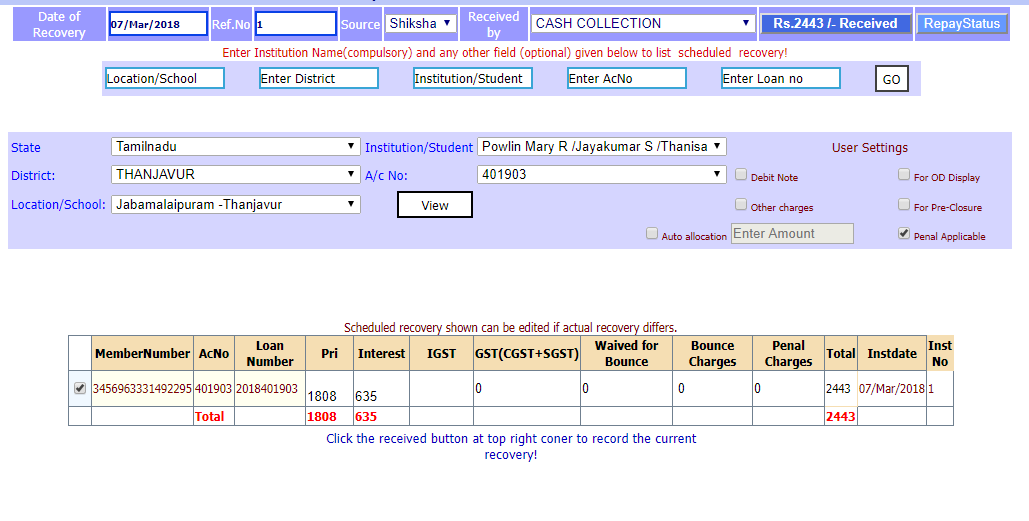 Date of Recovery 07/Mar/2018 Ref.No 1 Source Shiksha Received by CASH COLLECTION Rs.2443 /- Received RepayStatus
Enter Institution Name(compulsory) and any other field (optional) given below to list scheduled recovery!
Location/School Enter District Institution/Student Enter AcNo Enter Loan no GO
State Tamilnadu Institution/Student Powlin Mary R /Jayakumar S /Thanisa User Settings
District: THANJAVUR A/c No: 401903 Debit Note For OD Display
Location/School: Jabamalaipuram -Thanjavur View Other charges For Pre-Closure
Auto allocation Enter Amount Penal Applicable
Scheduled recovery shown can be edited if actual recovery differs.
MemberNumber AcNo Loan Number Pri Interest IGST GST(CGST+SGST) Waived for Bounce Bounce Charges Penal Charges Total Instdate Inst No
3456963331492295 401903 2018401903 1808 635 0 0 0 0 2443 07/Mar/2018 1
Total 1808 635 2443
Click the received button at top right coner to record the current
recovery!